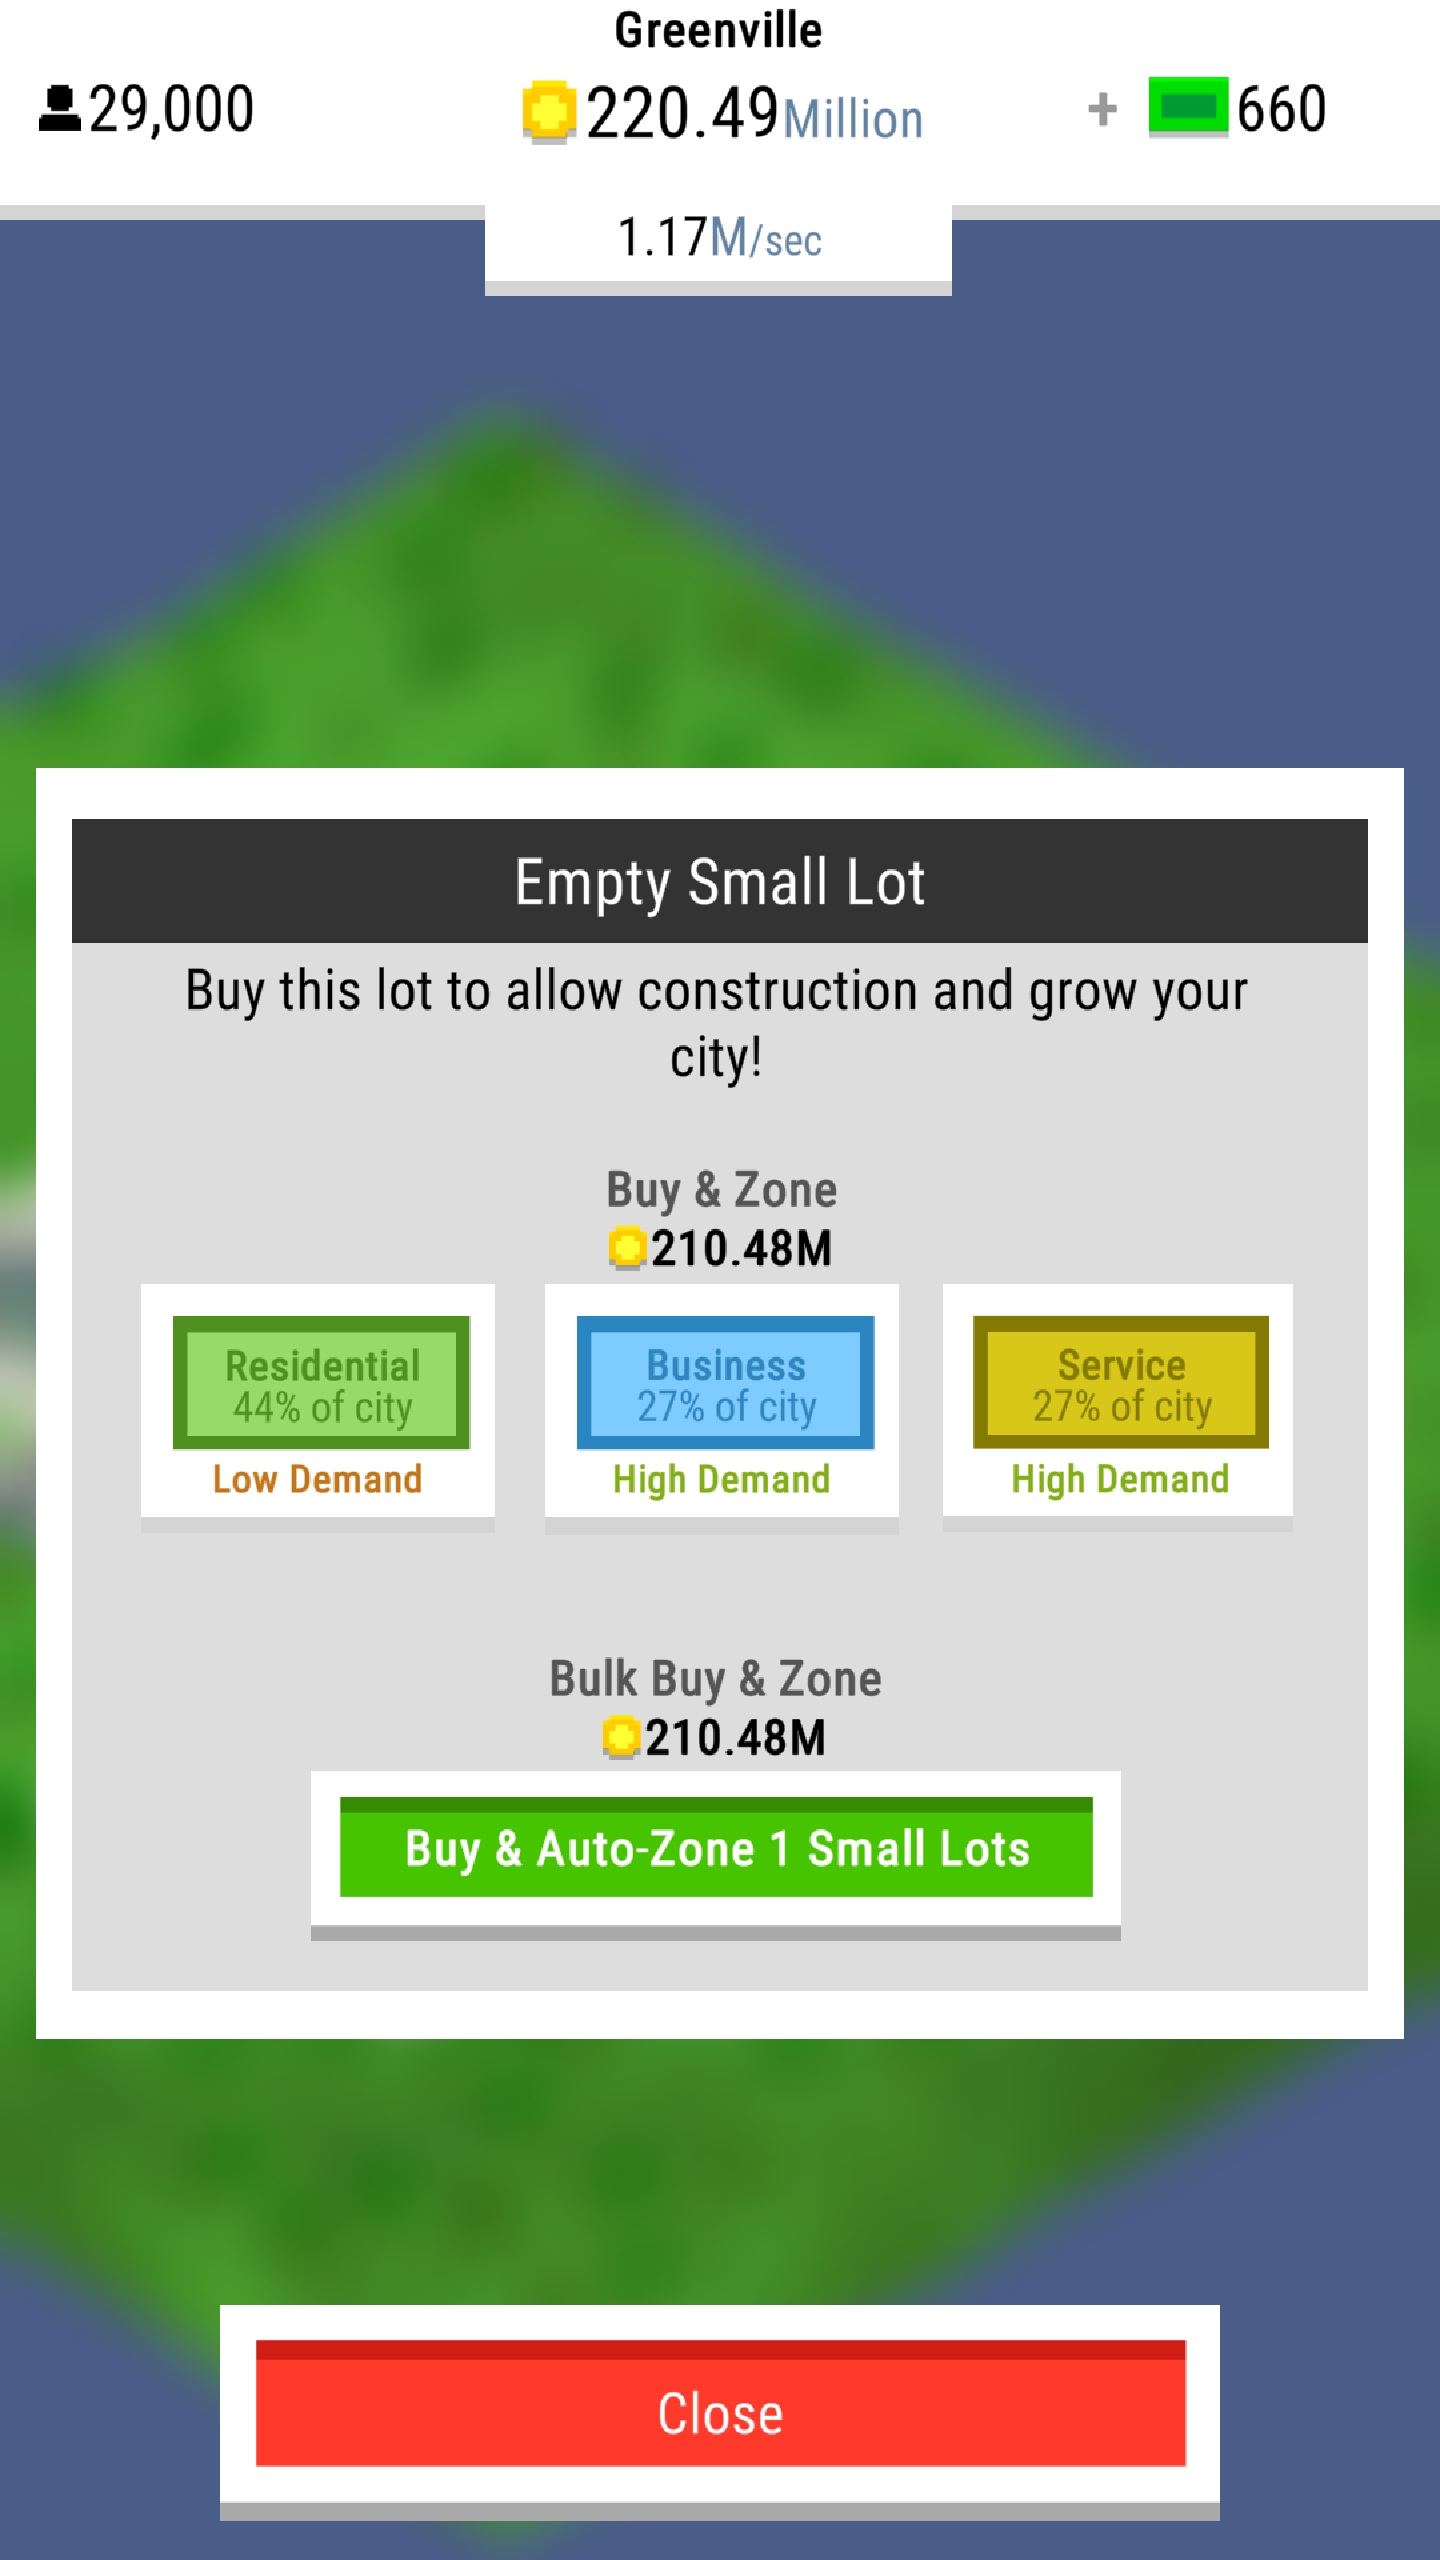 Greenville
29,000
220.49Million
+ 660
1.17M/sec
Empty Small Lot
Buy this lot to allow construction and grow your
city!
Buy & Zone
210.48M
Residential
44% of city
Low Demand
Business
27% of city
High Demand
Service
27% of city
High Demand
Bulk Buy & Zone
210.48M
Buy & Auto-Zone 1 Small Lots
Close